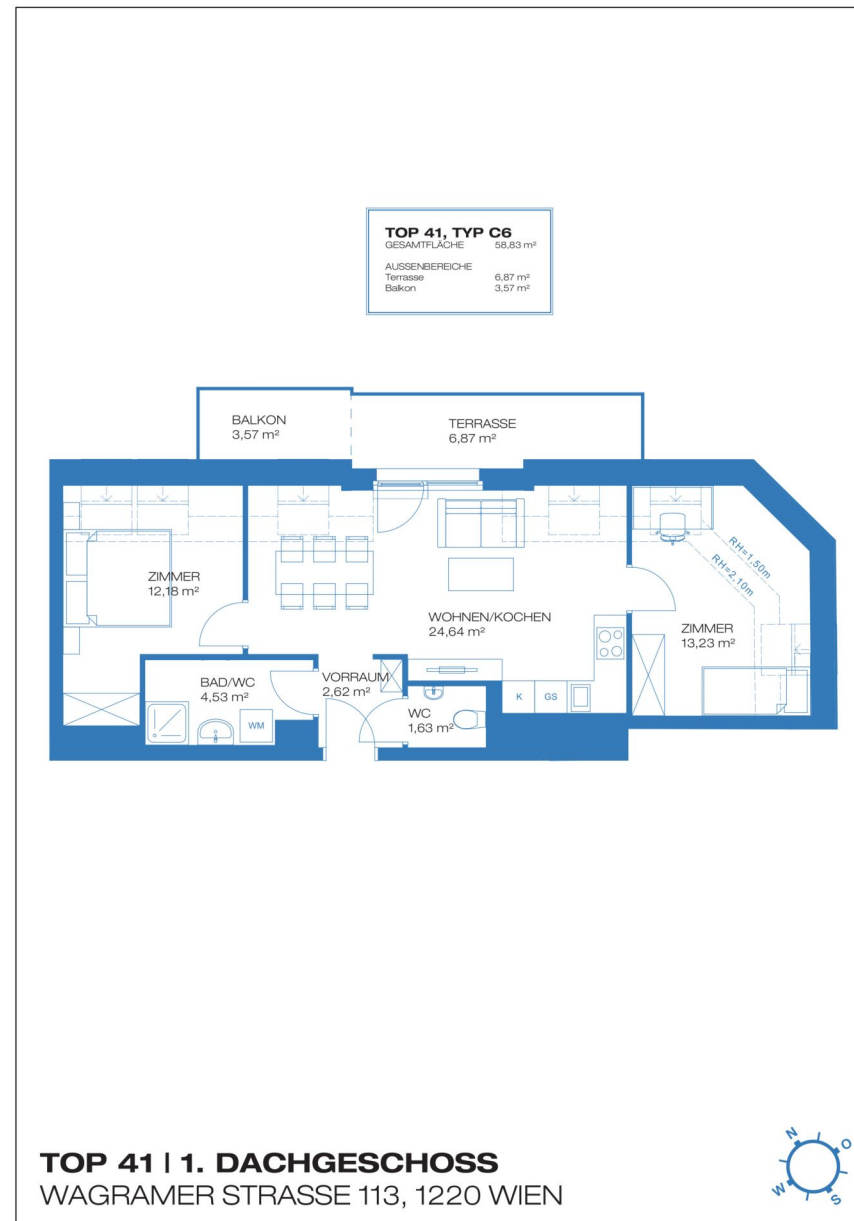 TOP 41, TYP C6
GESAMTFLÄCHE 58,83 m²
AUSSENBEREICHE
Terrasse 6,87 m²
Balkon 3,57 m²
BALKON
3,57 m²
TERRASSE
6,87 m²
ZIMMER
12,18 m²
WOHNEN/KOCHEN
24,64 m²
RH=1,50m
RH=2,10m
ZIMMER
13,23 m²
BAD/WC
4,53 m²
VORRAUM
2,62 m²
WC
1,63 m²
WM
K GS
TOP 41 | 1. DACHGESCHOSS
WAGRAMER STRASSE 113, 1220 WIEN
N
O
W
S